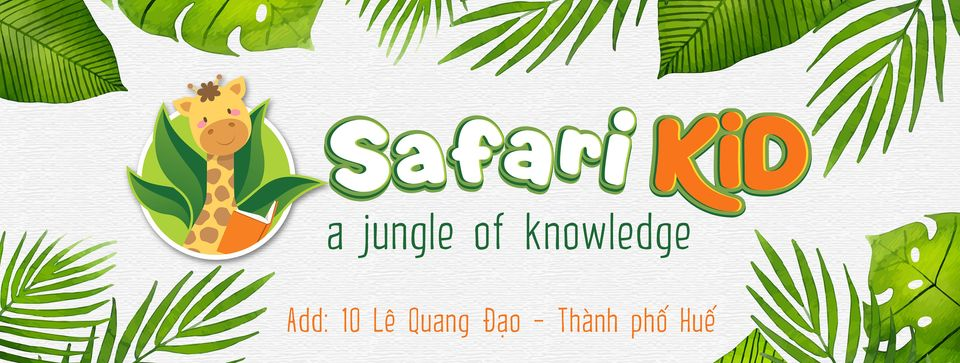 Safari KiD
a jungle of knowledge
Add: 10 Lê Quang Đạo - Thành phố Huế